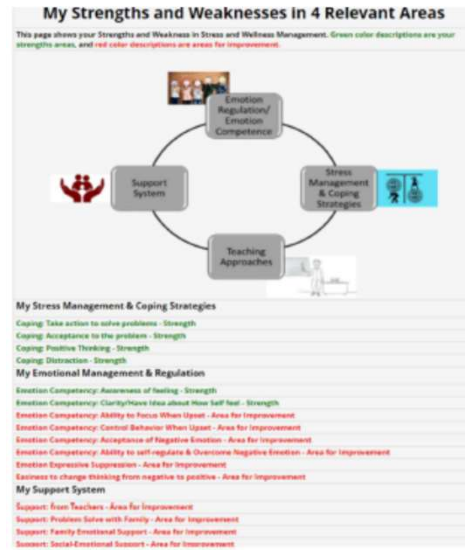 My Strengths and Weaknesses in 4 Relevant Areas
This page shows your Strengths and Weakness in Stress and Wellness Management. Green color descriptions are your
strengths areas, and red color descriptions are areas for improvement.
Emotion
Regulation/
Emotion
Competence
Support
System
Stress
Management
& Coping
Strategies
Teaching
Approaches
My Stress Management & Coping Strategies
Coping: Take action to solve problems - Strength
Coping: Acceptance to the problem - Strength
Coping: Positive Thinking - Strength
Coping: Distraction - Strength
My Emotional Management & Regulation
Emotion Competency: Awareness of feeling - Strength
Emotion Competency: Clarity/Have Idea about How Self feel - Strength
Emotion Competency: Ability to Focus When Upset - Area for Improvement
Emotion Competency: Control Behavior When Upset - Area for Improvement
Emotion Competency: Acceptance of Negative Emotion - Area for Improvement
Emotion Competency: Ability to self-regulate & Overcome Negative Emotion - Area for Improvement
Emotion Expressive Suppression - Area for Improvement
Easiness to change thinking from negative to positive - Area for Improvement
My Support System
Support: from Teachers - Area for Improvement
Support: Problem Solve with Family - Area for Improvement
Support: Family Emotional Support - Area for Improvement
Support: Social-Emotional Support - Area for Improvement